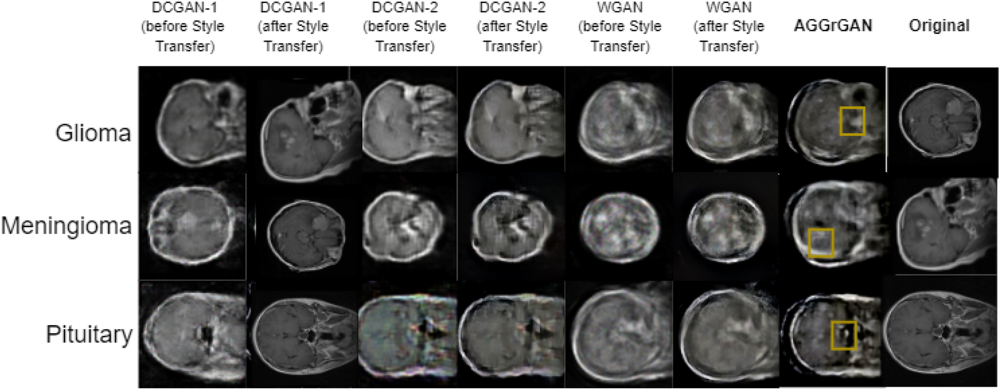 DCGAN-1
(before Style
Transfer)
DCGAN-1
(after Style
Transfer)
DCGAN-2
(before Style
Transfer)
DCGAN-2
(after Style
Transfer)
WGAN
(before Style
Transfer)
WGAN
(after Style
Transfer)
AGGrGAN
Original
Glioma
Meningioma
Pituitary